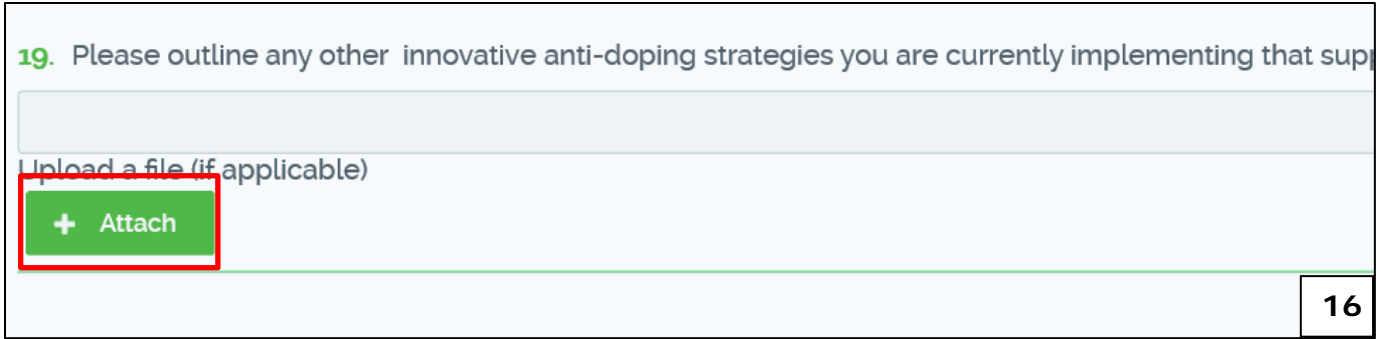 19. Please outline any other innovative anti-doping strategies you are currently implementing that
Upload a file (if applicable)
+ Attach
16